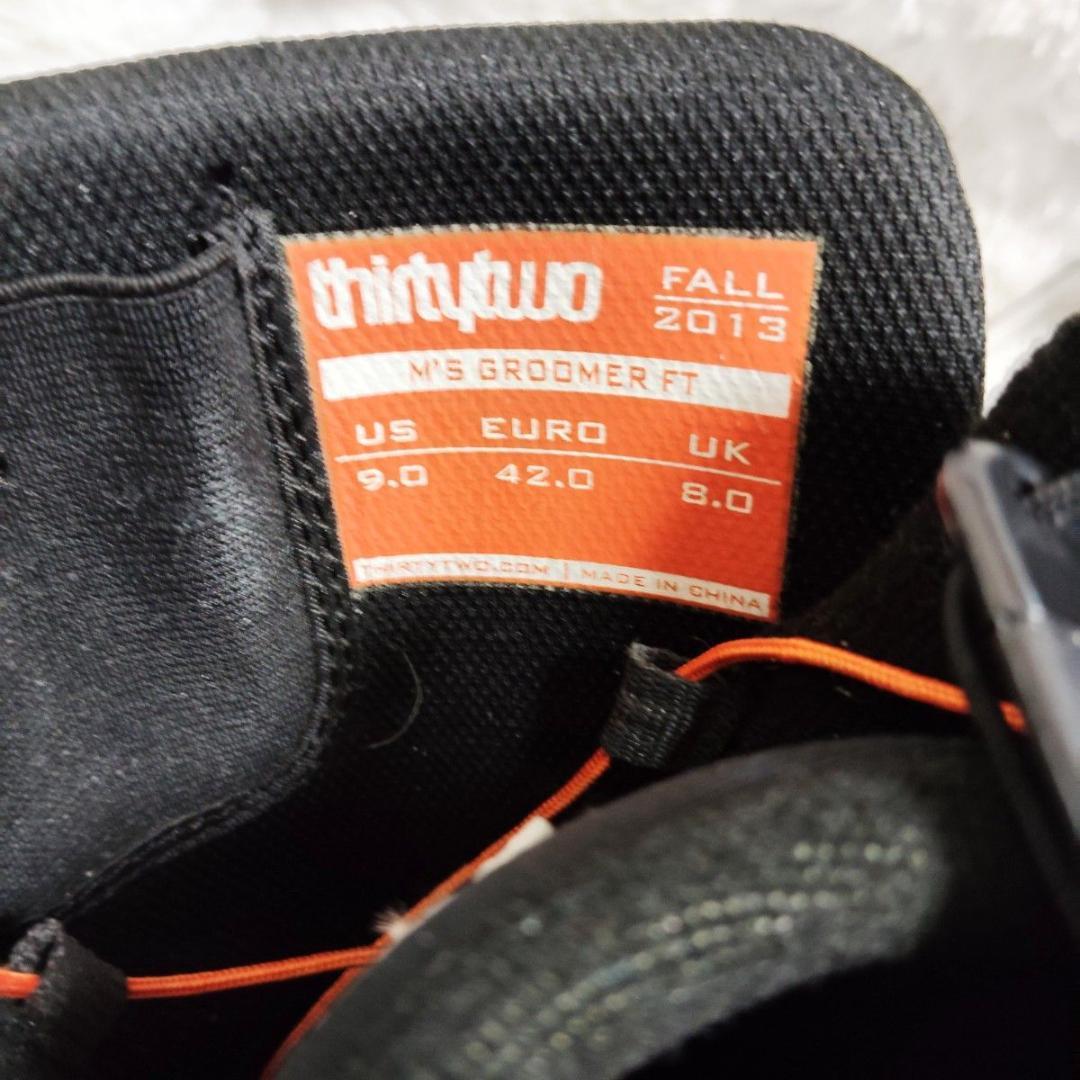 thirtytwo
FALL
2013
M'S GROOMER FT
US EURO UK
9.0 42.0 8.0
THIRTYTWO.COM | MADE IN CHINA